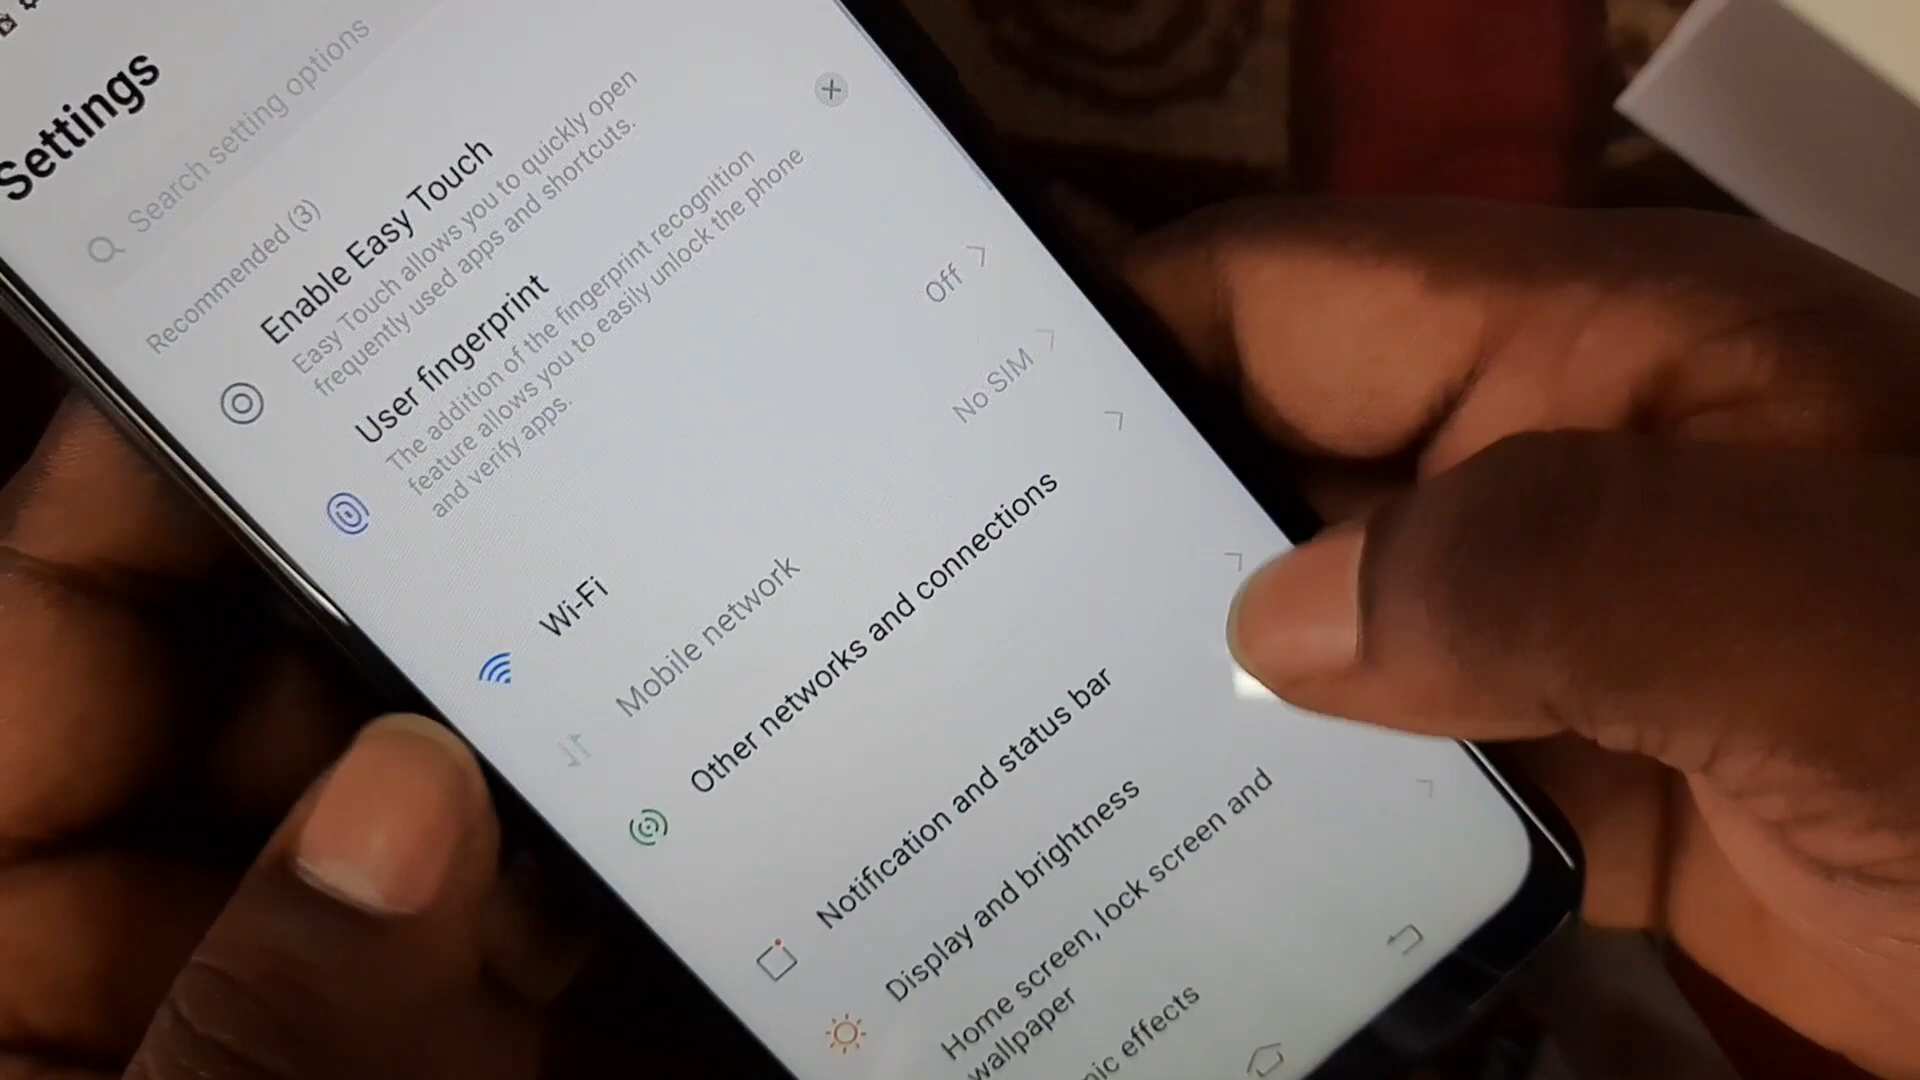 Settings
Search setting options
Recommended (3)
Enable Easy Touch
Easy Touch allows you to quickly open
frequently used apps and shortcuts.
User fingerprint
The addition of the fingerprint recognition
feature allows you to easily unlock the phone
and verify apps.
Wi-Fi
Off
Mobile network
No SIM
Other networks and connections
Notification and status bar
Display and brightness
Home screen, lock screen and
wallpaper
effects